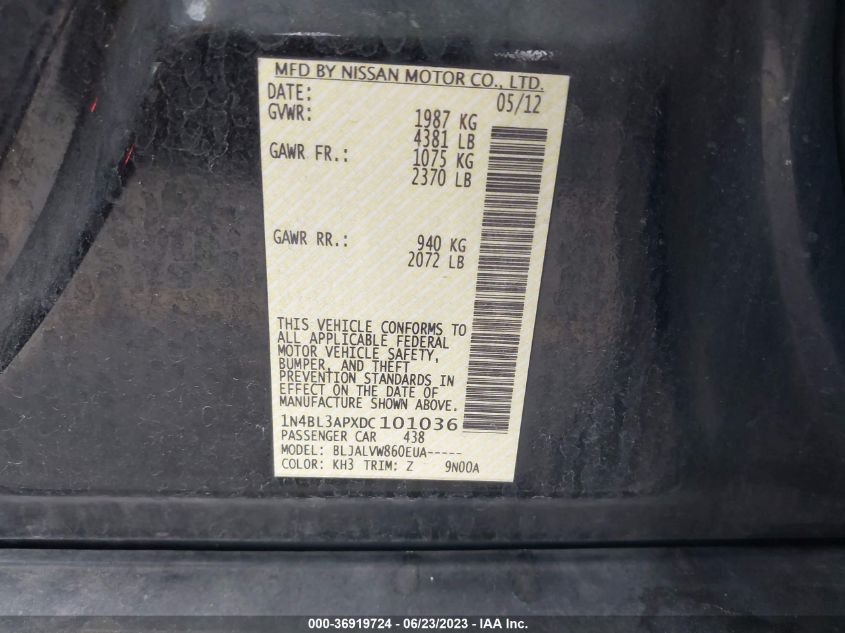 MFD BY NISSAN MOTOR CO., LTD.
DATE: 05/12
GVWR: 1987 KG
4381 LB
GAWR FR.: 1075 KG
2370 LB
GAWR RR.: 940 KG
2072 LB
THIS VEHICLE CONFORMS TO
ALL APPLICABLE FEDERAL
MOTOR VEHICLE SAFETY,
BUMPER, AND THEFT
PREVENTION STANDARDS IN
EFFECT ON THE DATE OF
MANUFACTURE SHOWN ABOVE.
1N4BL3APXDC101036
PASSENGER CAR 438
MODEL: BLJALVW860EUA-----
COLOR: KH3 TRIM: Z 9N00A
000-36919724 - 06/23/2023 - IAA Inc.